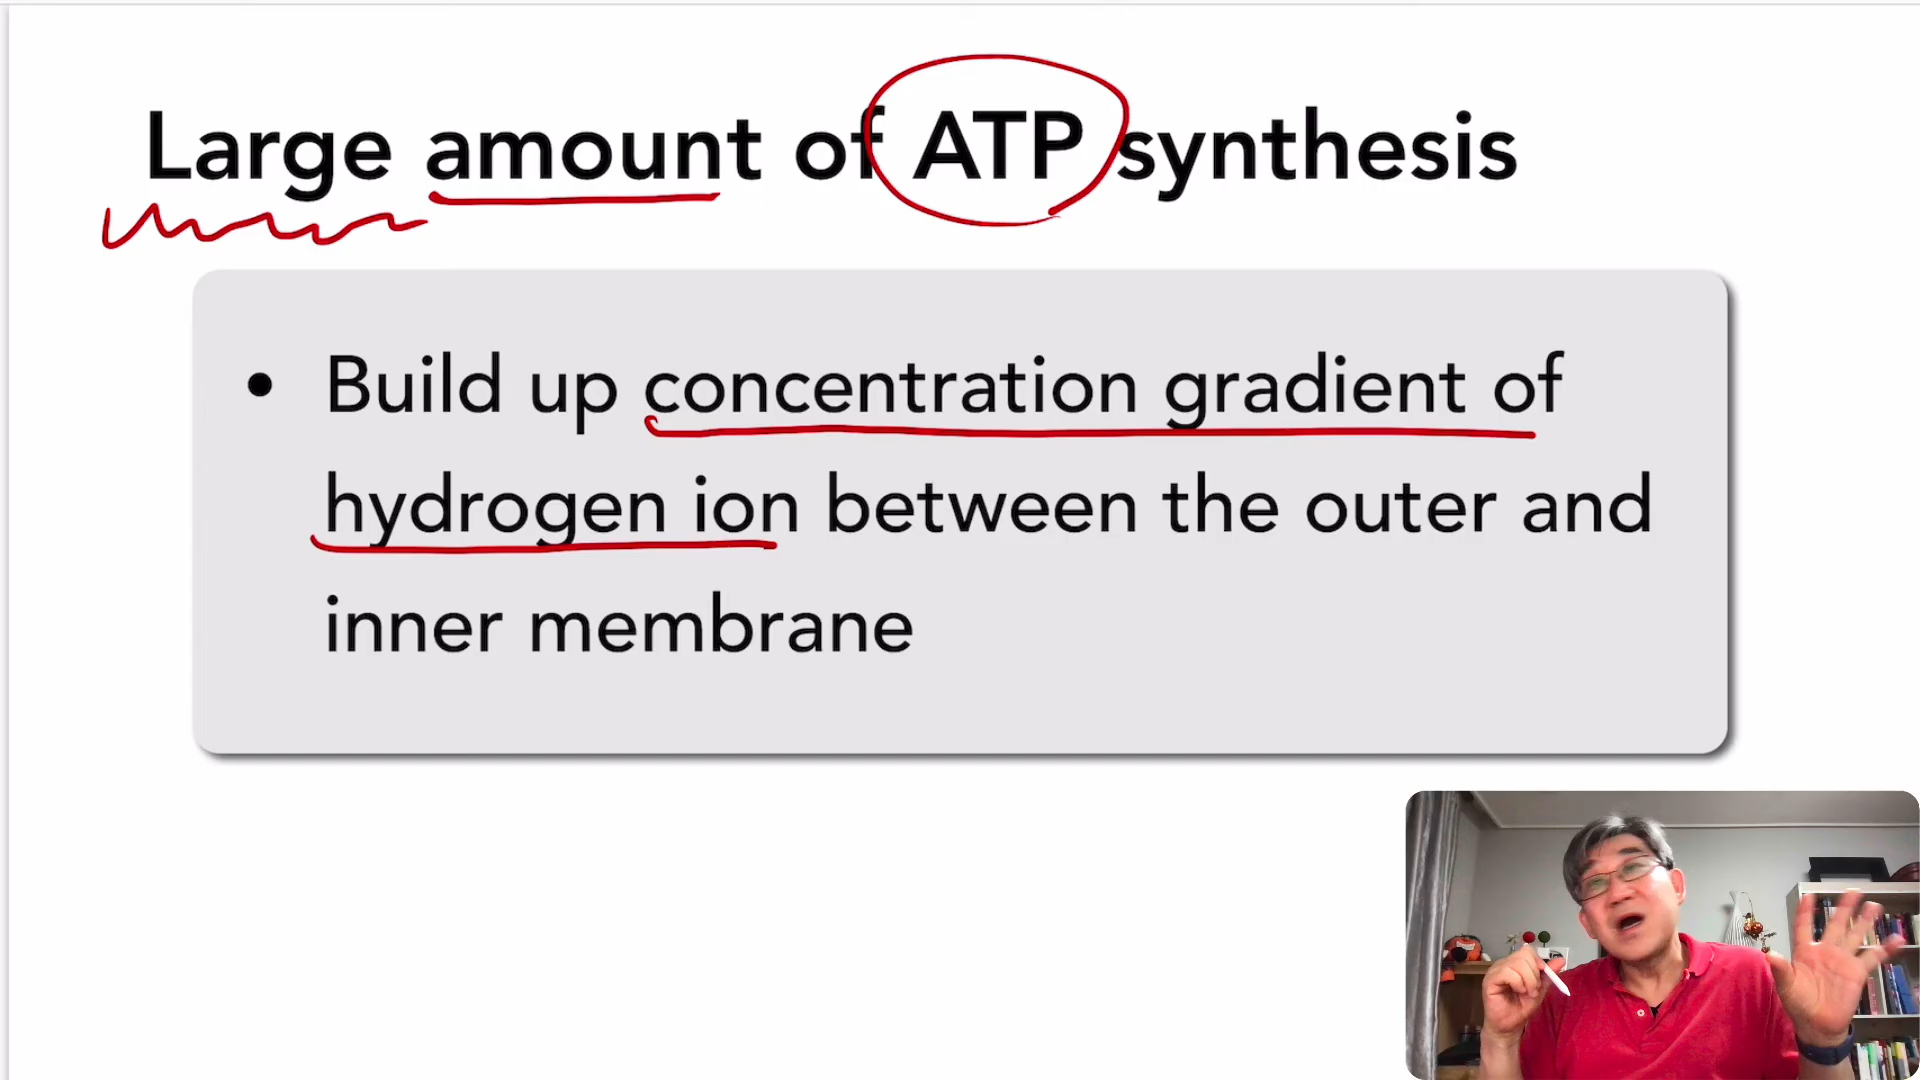 Large amount of ATP synthesis
• Build up concentration gradient of
hydrogen ion between the outer and
inner membrane